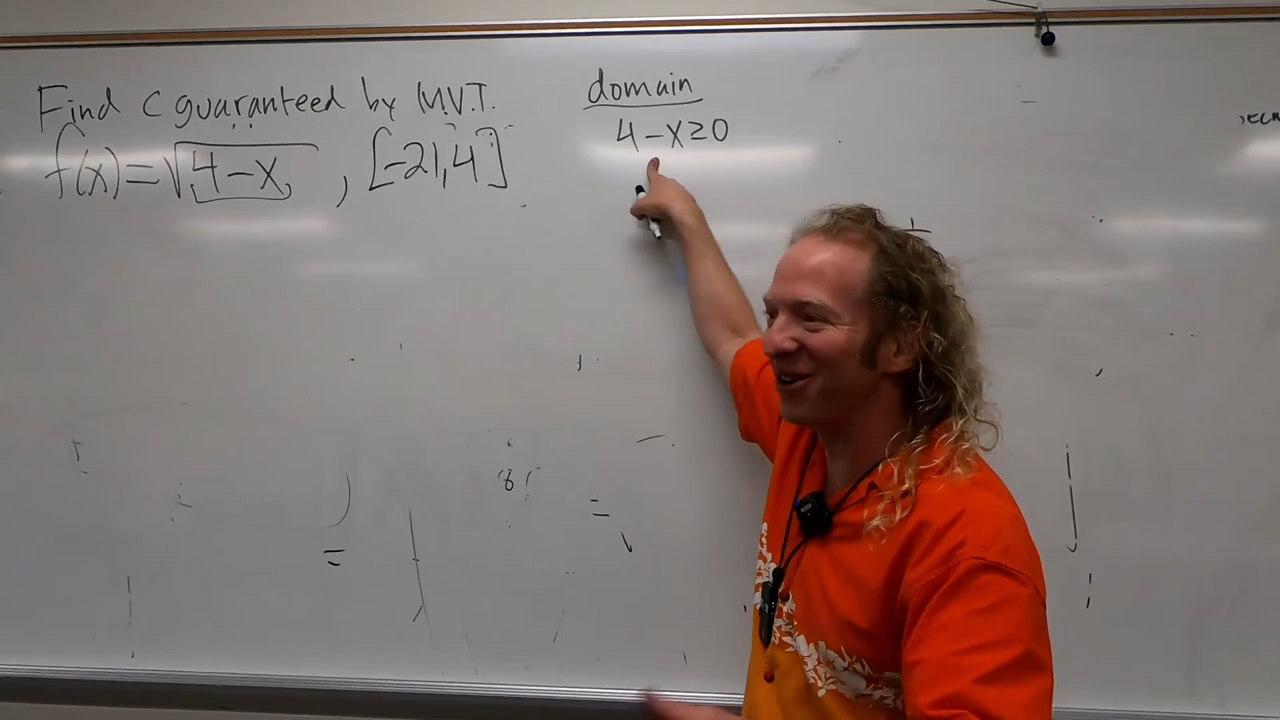 Find c guaranteed by M.V.T.
f(x)=√4-x , [-21,4]
domain
4-x≥0